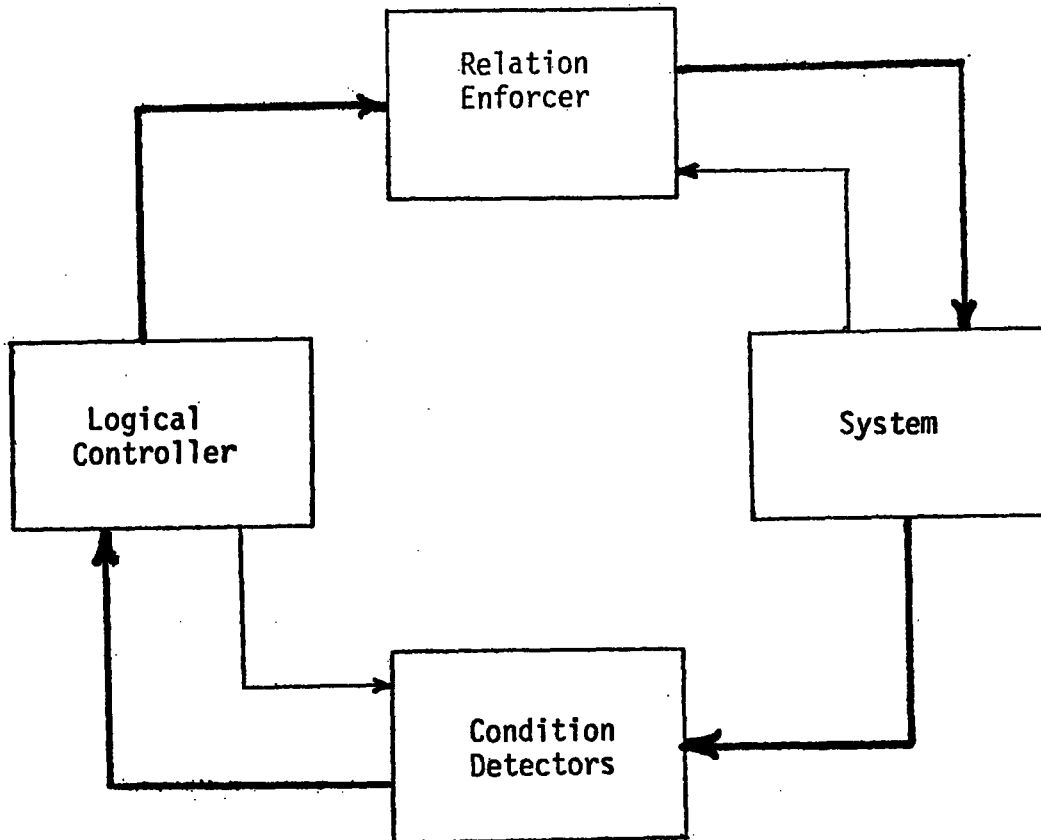 Relation
Enforcer
Logical
Controller
System
Condition
Detectors